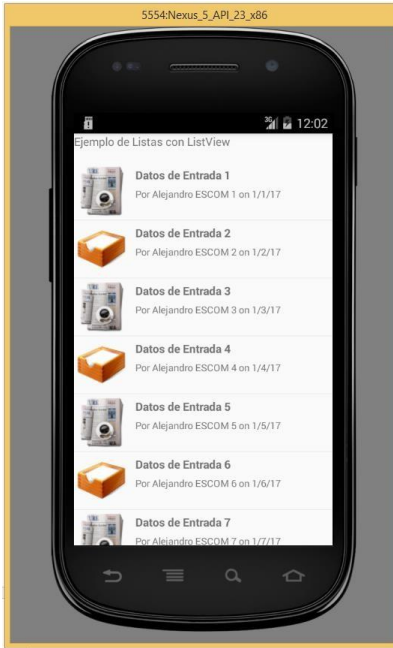 5554:Nexus_5_API_23_x86
3G 12:02
Ejemplo de Listas con ListView
Datos de Entrada 1
Por Alejandro ESCOM 1 on 1/1/17
Datos de Entrada 2
Por Alejandro ESCOM 2 on 1/2/17
Datos de Entrada 3
Por Alejandro ESCOM 3 on 1/3/17
Datos de Entrada 4
Por Alejandro ESCOM 4 on 1/4/17
Datos de Entrada 5
Por Alejandro ESCOM 5 on 1/5/17
Datos de Entrada 6
Por Alejandro ESCOM 6 on 1/6/17
Datos de Entrada 7
Por Alejandro ESCOM 7 on 1/7/17